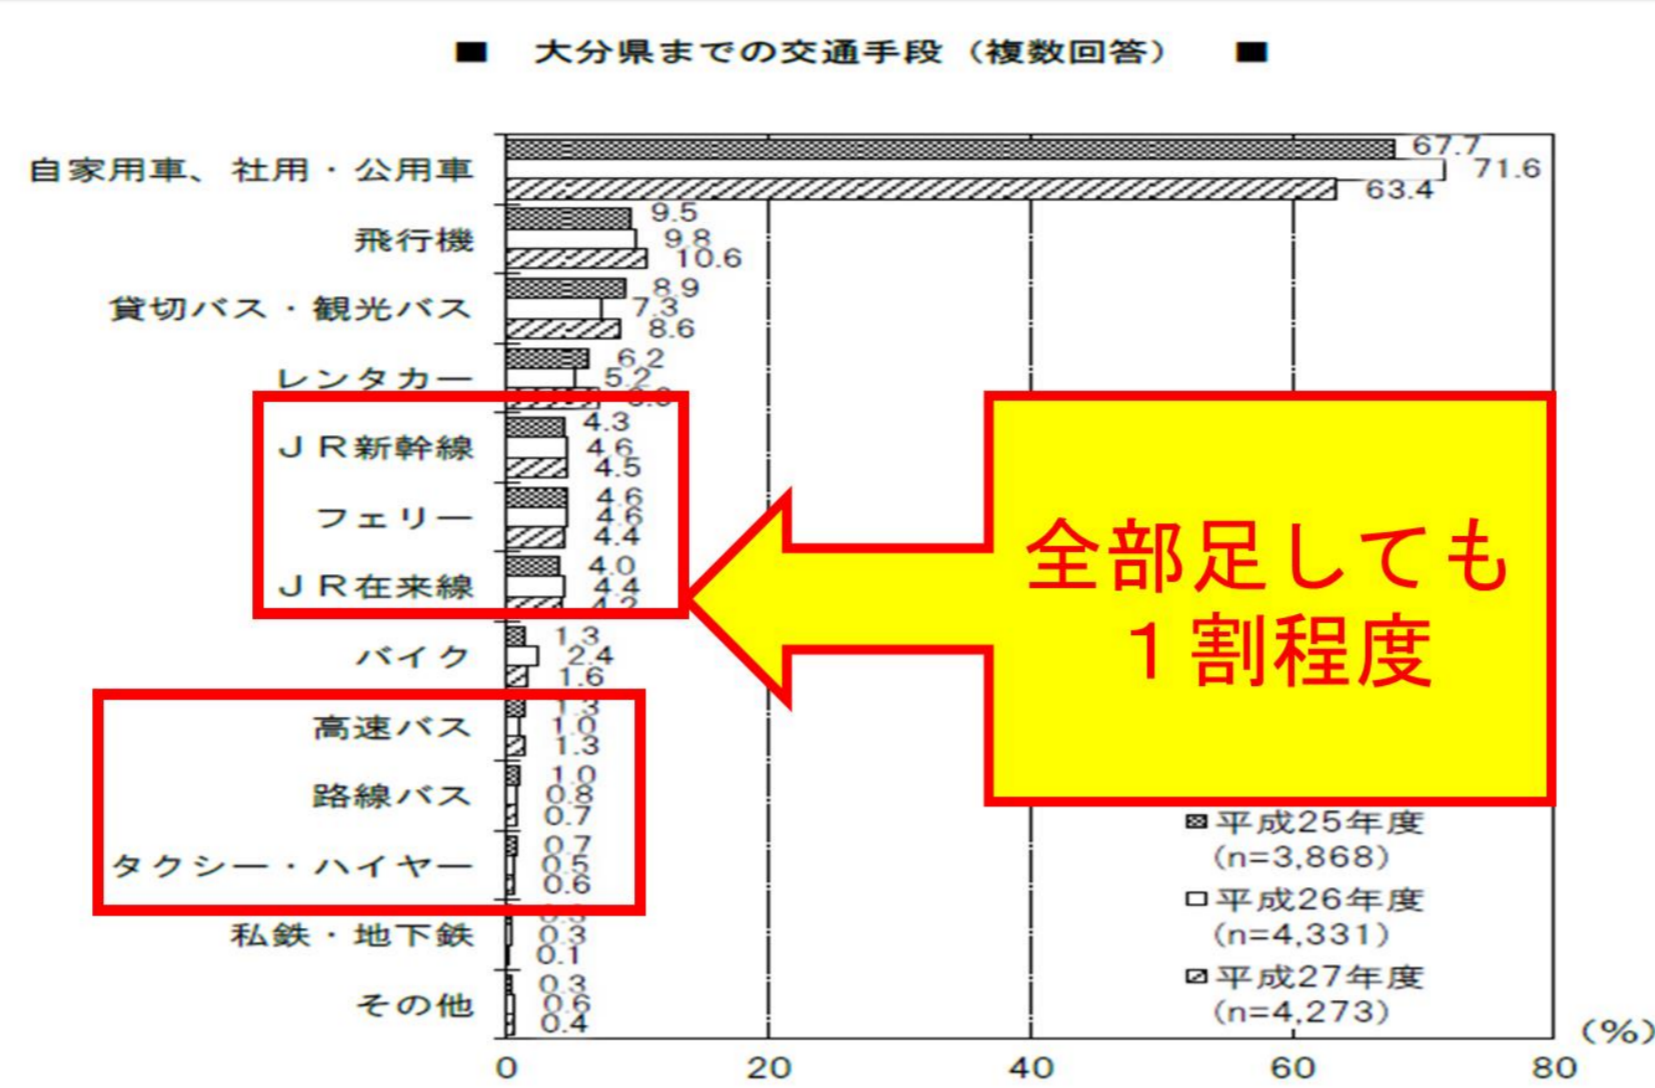 ■ 大分県までの交通手段（複数回答） ■
自家用車、社用・公用車
67.7
71.6
63.4
飛行機
9.5
9.8
10.6
貸切バス・観光バス
8.9
7.3
8.6
レンタカー
6.2
5.2
ＪＲ新幹線
4.3
4.6
4.5
フェリー
4.6
4.6
4.4
ＪＲ在来線
4.0
4.4
4.2
バイク
1.3
2.4
1.6
高速バス
1.3
1.0
1.3
路線バス
1.0
0.8
0.7
タクシー・ハイヤー
0.7
0.5
0.6
私鉄・地下鉄
0.3
0.3
0.1
その他
0.3
0.6
0.4
全部足しても
１割程度
平成25年度
(n=3,868)
平成26年度
(n=4,331)
平成27年度
(n=4,273)
0
20
40
60
80
(%)